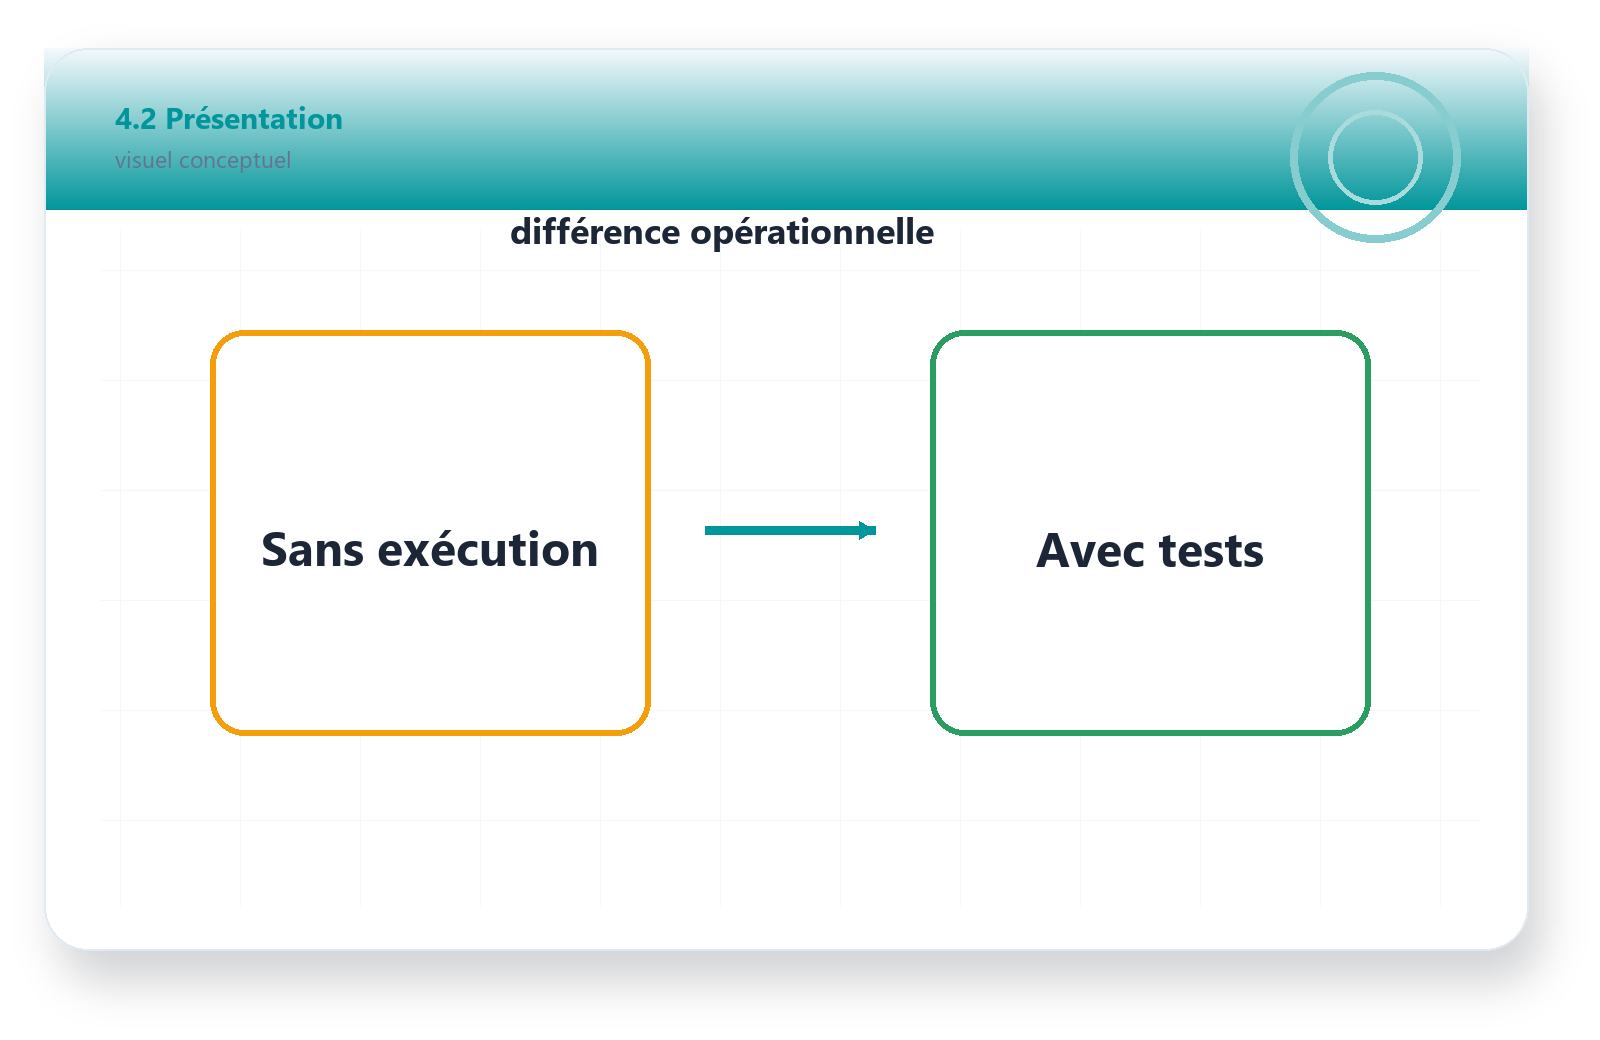 4.2 Présentation
visuel conceptuel
différence opérationnelle
Sans exécution
Avec tests